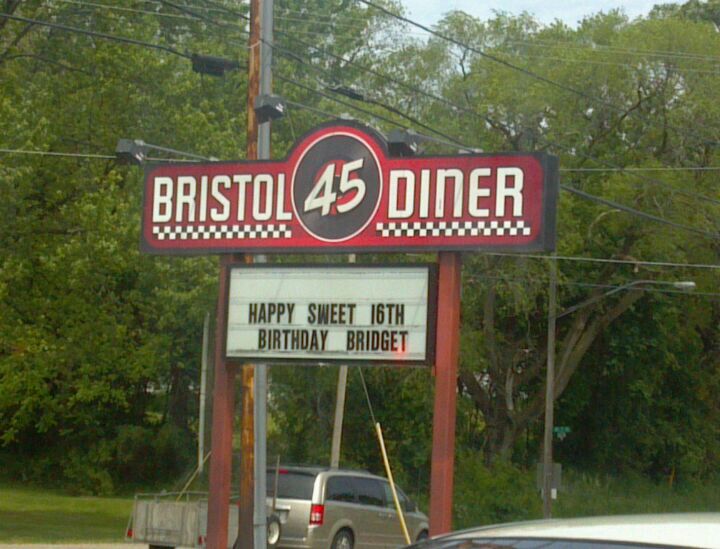 BRISTOL 45 DINER
HAPPY SWEET 16TH
BIRTHDAY BRIDGET